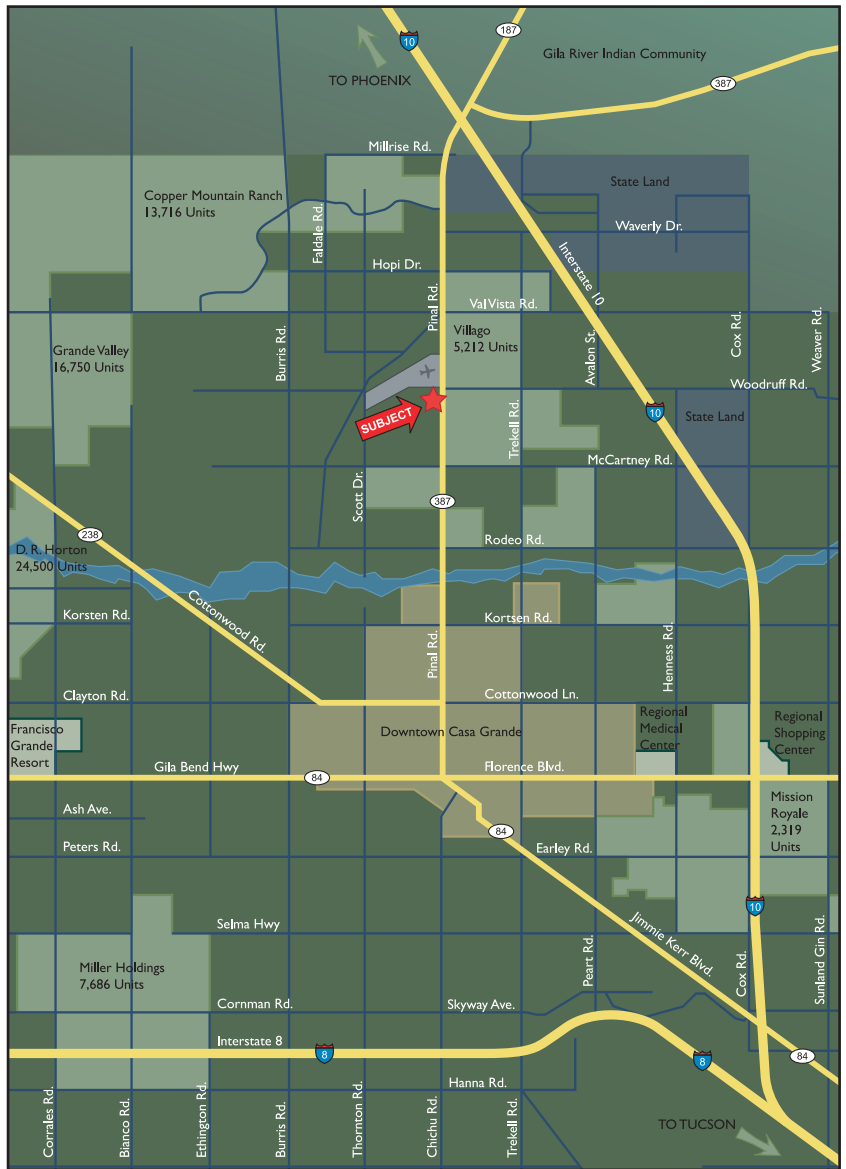 187
10
Gila River Indian Community
TO PHOENIX
387
Millrise Rd.
State Land
Copper Mountain Ranch
13,716 Units
Faldale Rd.
Waverly Dr.
Hopi Dr.
Interstate 10
Pinal Rd.
Val Vista Rd.
Burris Rd.
Villago
5,212 Units
Avalon St.
Cox Rd.
Weaver Rd.
Grande Valley
16,750 Units
Woodruff Rd.
10
SUBJECT
State Land
Trekell Rd.
McCartney Rd.
Scott Dr.
387
238
Rodeo Rd.
D. R. Horton
24,500 Units
Korsten Rd.
Cottonwood Rd.
Kortsen Rd.
Pinal Rd.
Henness Rd.
Clayton Rd.
Cottonwood Ln.
Francisco
Grande
Resort
Downtown Casa Grande
Regional
Medical
Center
Regional
Shopping
Center
Gila Bend Hwy
84
Florence Blvd.
Ash Ave.
Mission
Royale
2,319
Units
84
Peters Rd.
Earley Rd.
10
Selma Hwy
Jimmie Kerr Blvd.
Peart Rd.
Cox Rd.
Sunland Gin Rd.
Miller Holdings
7,686 Units
Cornman Rd.
Skyway Ave.
Interstate 8
8
8
84
Hanna Rd.
Corrales Rd.
Bianco Rd.
Ethington Rd.
Burris Rd.
Thornton Rd.
Chichu Rd.
Trekell Rd.
TO TUCSON